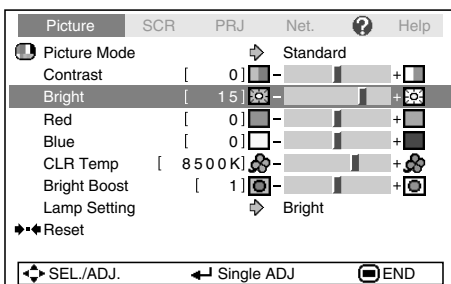 Picture SCR PRJ Net. ? Help
Picture Mode Standard
Contrast [ 0] - +
Bright [ 15] - +
Red [ 0] - +
Blue [ 0] - +
CLR Temp [ 8500K] - +
Bright Boost [ 1] - +
Lamp Setting Bright
Reset
SEL./ADJ. Single ADJ END